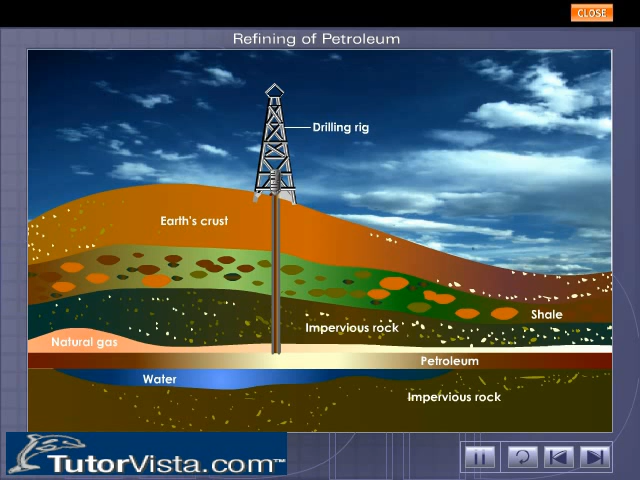 CLOSE
Refining of Petroleum
Drilling rig
Earth's crust
Shale
Impervious rock
Natural gas
Petroleum
Water
Impervious rock
TutorVista.com™